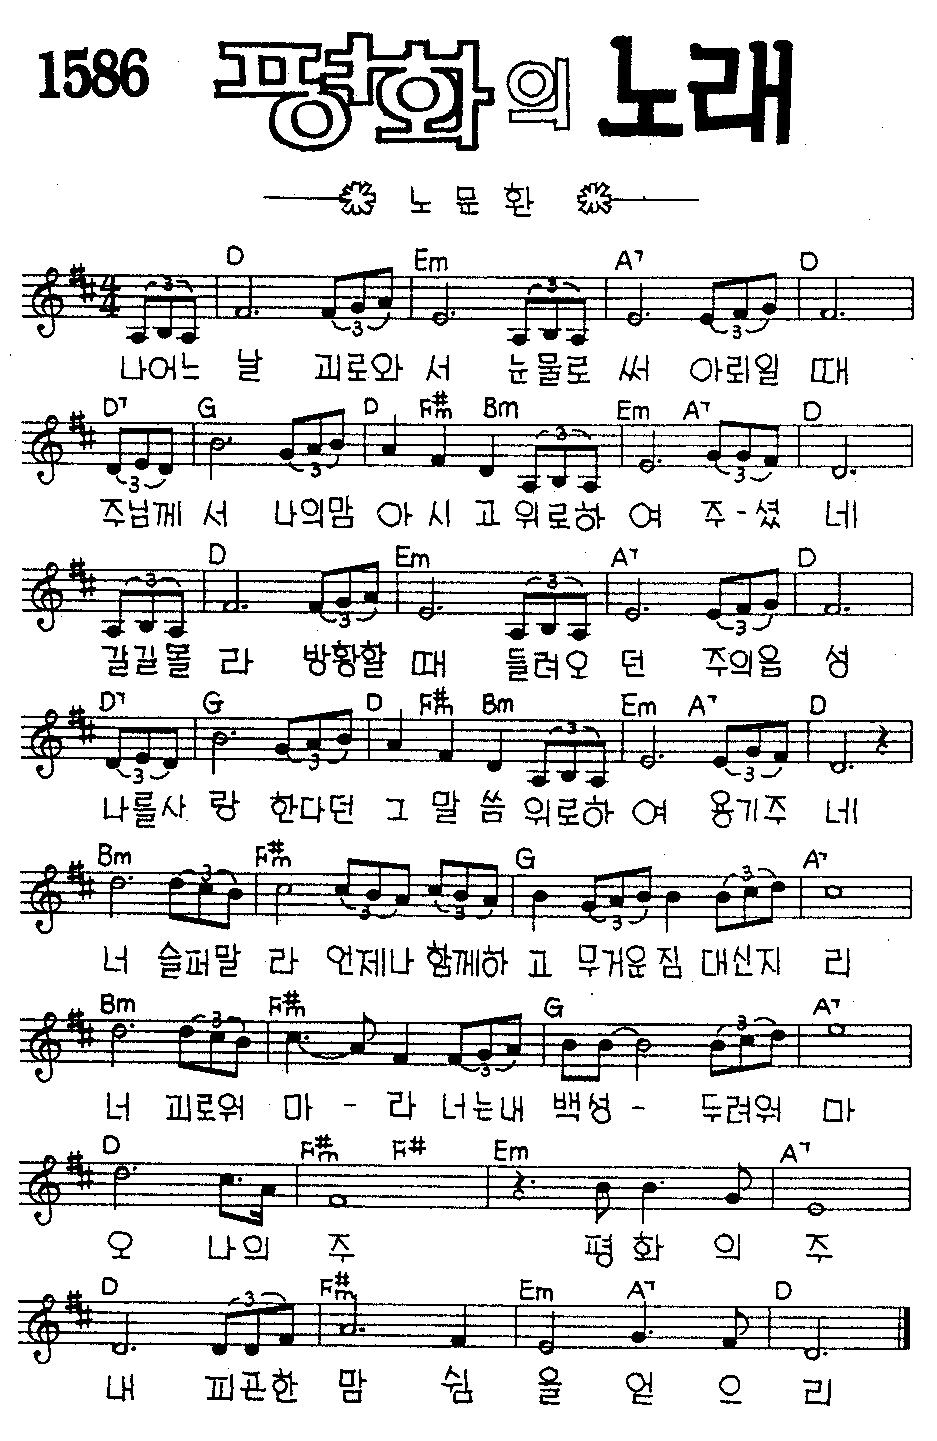 1586 평화의 노래
노문환
D Em A7 D
나어느 날 괴로와 서 눈물로 써 아뢰일 때
D7 G D F#m Bm Em A7 D
주님께 서 나의맘 아 시 고 위로하 여 주-셨 네
D Em A7 D
갈길몰 라 방황할 때 들려오 던 주의음 성
D7 G D F#m Bm Em A7 D
나를사 랑 한다던 그 말 씀 위로하 여 용기주 네
Bm F#m G A7
너 슬퍼말 라 언제나 함께하 고 무거운 짐 대신지 리
Bm F#m G A7
너 괴로워 마 - 라 너는내 백성 - 두려워 마
D F#m F# Em A7
오 나의 주 평화 의 주
D F#m Em A7 D
내 피곤한 맘 쉼 을 얻 으 리